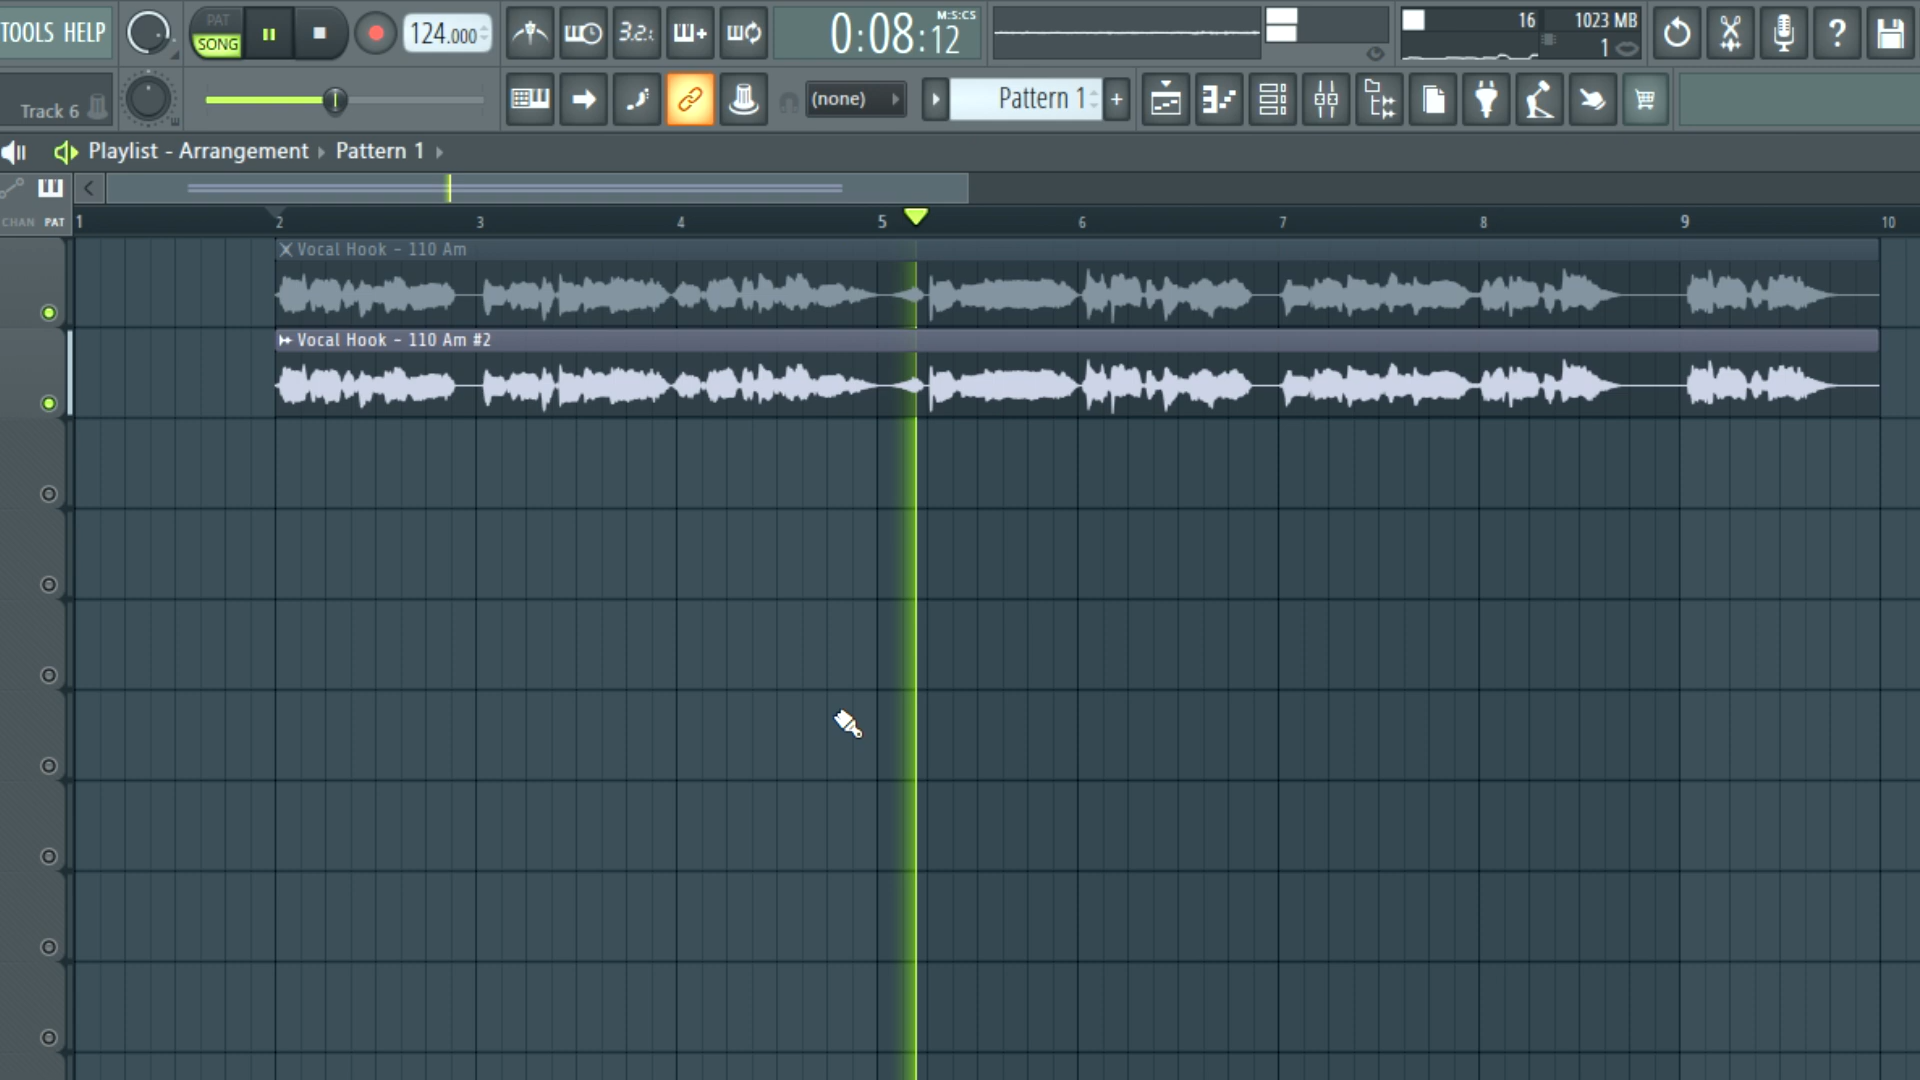 TOOLS HELP
PAT
SONG
124.000
3.2.
0:08:12
M:S:CS
16
1023 MB
1
Track 6
(none)
Pattern 1
+
Playlist - Arrangement Pattern 1
CHAN PAT
1 2 3 4 5 6 7 8 9 10
Vocal Hook - 110 Am
Vocal Hook - 110 Am #2